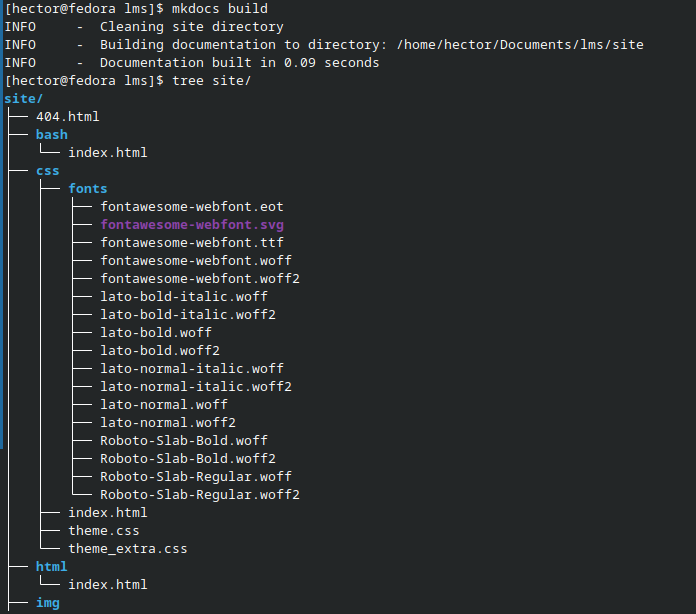 [hector@fedora lms]$ mkdocs build
INFO     -  Cleaning site directory
INFO     -  Building documentation to directory: /home/hector/Documents/lms/site
INFO     -  Documentation built in 0.09 seconds
[hector@fedora lms]$ tree site/
site/
├── 404.html
├── bash
│   └── index.html
├── css
│   ├── fonts
│   │   ├── fontawesome-webfont.eot
│   │   ├── fontawesome-webfont.svg
│   │   ├── fontawesome-webfont.ttf
│   │   ├── fontawesome-webfont.woff
│   │   ├── fontawesome-webfont.woff2
│   │   ├── lato-bold-italic.woff
│   │   ├── lato-bold-italic.woff2
│   │   ├── lato-bold.woff
│   │   ├── lato-bold.woff2
│   │   ├── lato-normal-italic.woff
│   │   ├── lato-normal-italic.woff2
│   │   ├── lato-normal.woff
│   │   ├── lato-normal.woff2
│   │   ├── Roboto-Slab-Bold.woff
│   │   ├── Roboto-Slab-Bold.woff2
│   │   ├── Roboto-Slab-Regular.woff
│   │   └── Roboto-Slab-Regular.woff2
│   ├── index.html
│   ├── theme.css
│   └── theme_extra.css
├── html
│   └── index.html
├── img